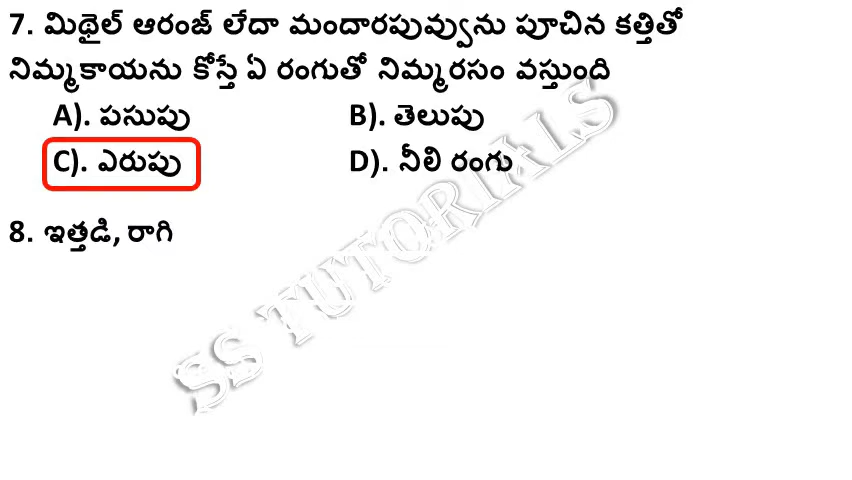 7. మిథైల్ ఆరంజ్ లేదా మందారపువ్వును పూచిన కత్తితో
నిమ్మకాయను కోస్తే ఏ రంగుతో నిమ్మరసం వస్తుంది
A). పసుపు B). తెలుపు
C). ఎరుపు D). నీలి రంగు
8. ఇత్తడి, రాగి
SS TUTORIALS